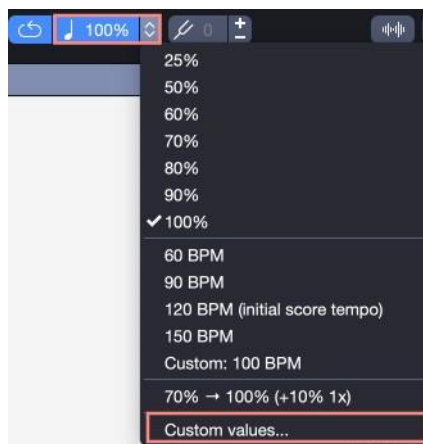 100% 0 ±
25%
50%
60%
70%
80%
90%
✓ 100%
60 BPM
90 BPM
120 BPM (initial score tempo)
150 BPM
Custom: 100 BPM
70% → 100% (+10% 1x)
Custom values...